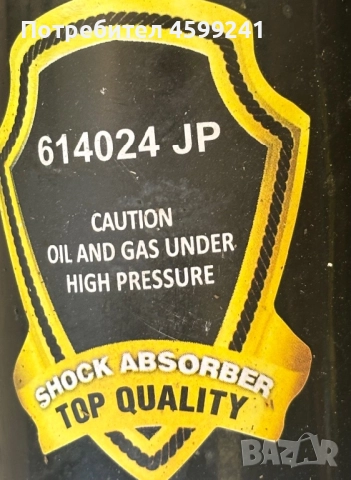 Потребител 4599241
614024 JP
CAUTION
OIL AND GAS UNDER
HIGH PRESSURE
SHOCK ABSORBER
TOP QUALITY
BAZAR